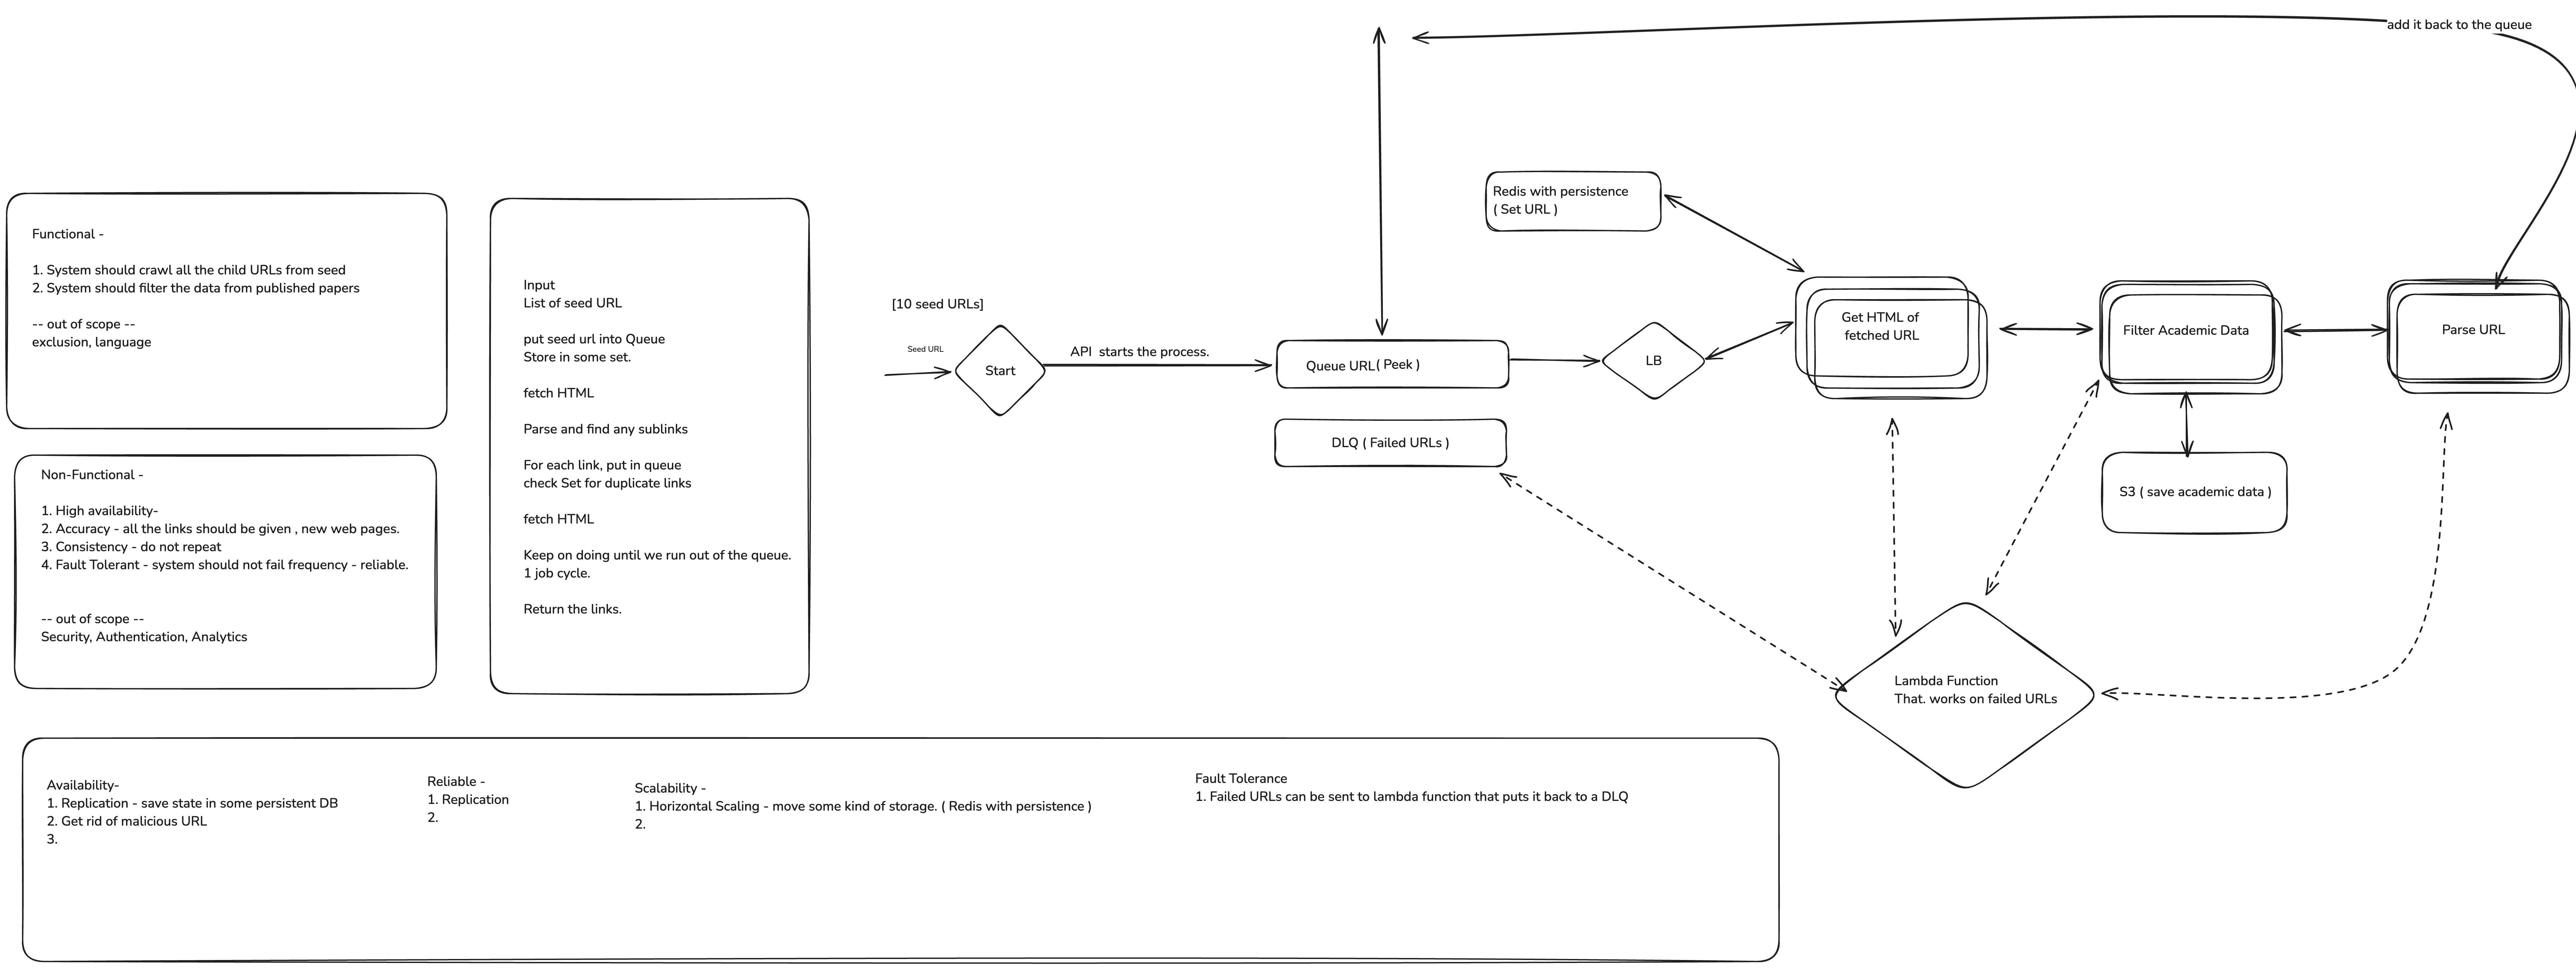 add it back to the queue
Redis with persistence
( Set URL )
Functional -
1. System should crawl all the child URLs from seed
2. System should filter the data from published papers
-- out of scope --
exclusion, language
Input
List of seed URL
put seed url into Queue
Store in some set.
fetch HTML
Parse and find any sublinks
For each link, put in queue
check Set for duplicate links
fetch HTML
Keep on doing until we run out of the queue.
1 job cycle.
Return the links.
[10 seed URLs]
Seed URL
Start
API  starts the process.
Queue URL( Peek )
LB
Get HTML of
fetched URL
Filter Academic Data
Parse URL
DLQ ( Failed URLs )
S3 ( save academic data )
Non-Functional -
1. High availability-
2. Accuracy - all the links should be given , new web pages.
3. Consistency - do not repeat
4. Fault Tolerant - system should not fail frequency - reliable.
-- out of scope --
Security, Authentication, Analytics
Lambda Function
That. works on failed URLs
Availability-
1. Replication - save state in some persistent DB
2. Get rid of malicious URL
3.
Reliable -
1. Replication
2.
Scalability -
1. Horizontal Scaling - move some kind of storage. ( Redis with persistence )
2.
Fault Tolerance
1. Failed URLs can be sent to lambda function that puts it back to a DLQ